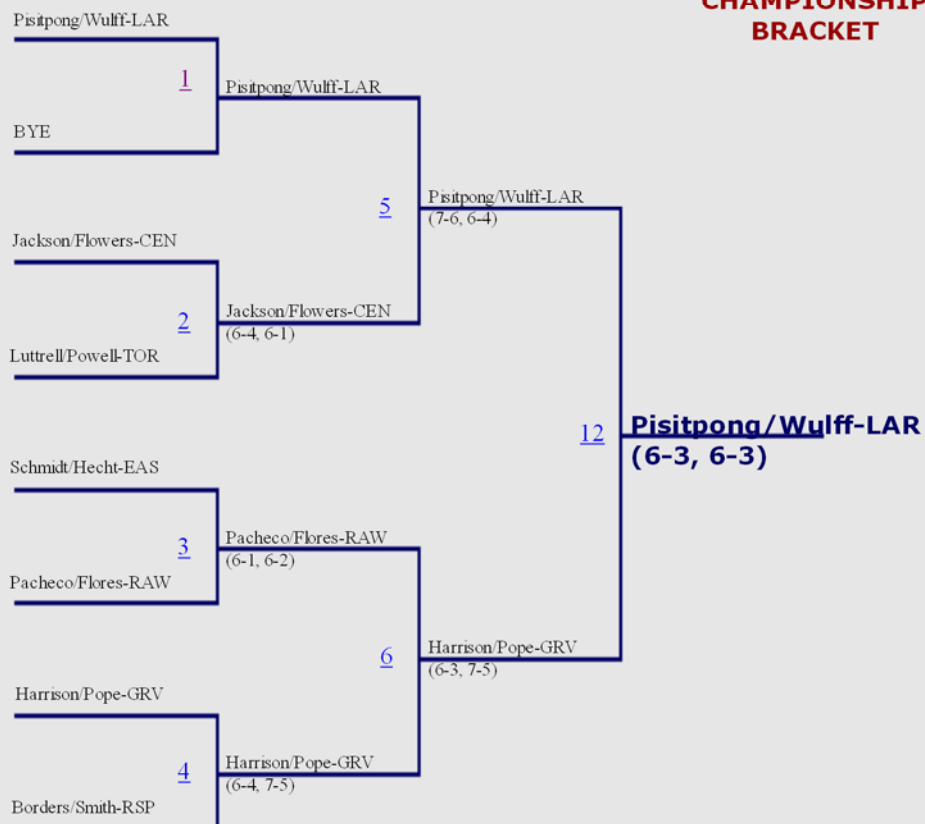 CHAMPIONSHIP
BRACKET
Pisitpong/Wulff-LAR
1
Pisitpong/Wulff-LAR
BYE
5
Pisitpong/Wulff-LAR
(7-6, 6-4)
Jackson/Flowers-CEN
2
Jackson/Flowers-CEN
(6-4, 6-1)
Luttrell/Powell-TOR
12
Pisitpong/Wulff-LAR
(6-3, 6-3)
Schmidt/Hecht-EAS
3
Pacheco/Flores-RAW
(6-1, 6-2)
Pacheco/Flores-RAW
6
Harrison/Pope-GRV
(6-3, 7-5)
Harrison/Pope-GRV
4
Harrison/Pope-GRV
(6-4, 7-5)
Borders/Smith-RSP